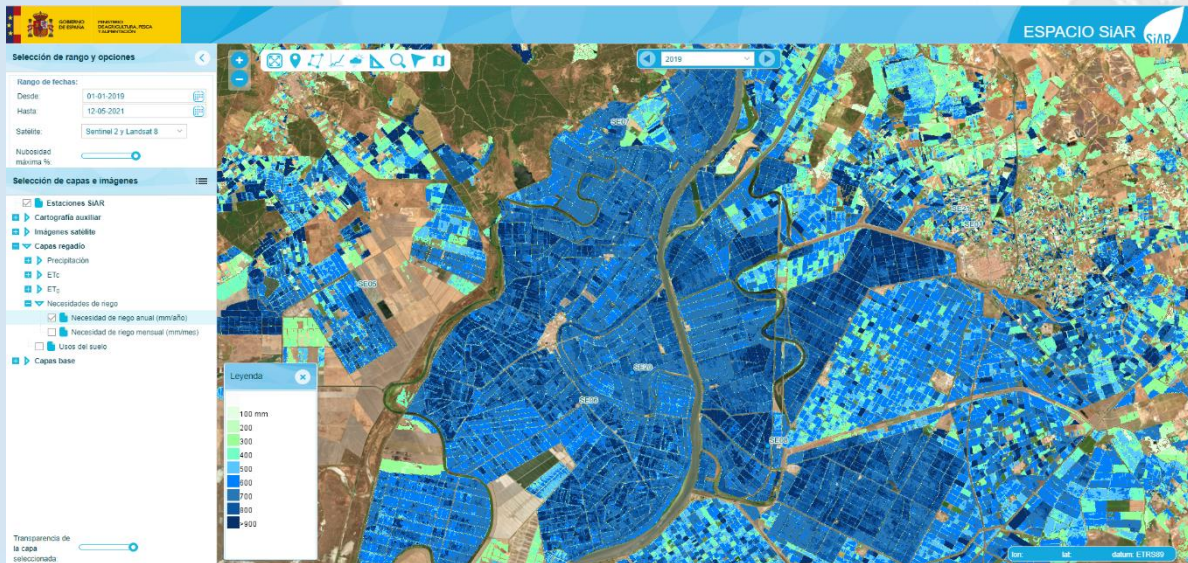 GOBIERNO
DE ESPAÑA
MINISTERIO
DE AGRICULTURA, PESCA
Y ALIMENTACIÓN
ESPACIO SiAR
SiAR
Selección de rango y opciones
Rango de fechas:
Desde: 01-01-2019
Hasta: 12-05-2021
Satélite: Sentinel 2 y Landsat 8
Nubosidad
máxima %:
Selección de capas e imágenes
Estaciones SiAR
Cartografía auxiliar
Imágenes satélite
Capas regadío
Precipitación
ETc
ET0
Necesidades de riego
Necesidad de riego anual (mm/año)
Necesidad de riego mensual (mm/mes)
Usos del suelo
Capas base
Transparencia de
la capa
seleccionada
2019
SE07
SE05
SE08
Leyenda
100 mm
200
300
400
500
600
700
800
>900
lon: lat: datum: ETRS89